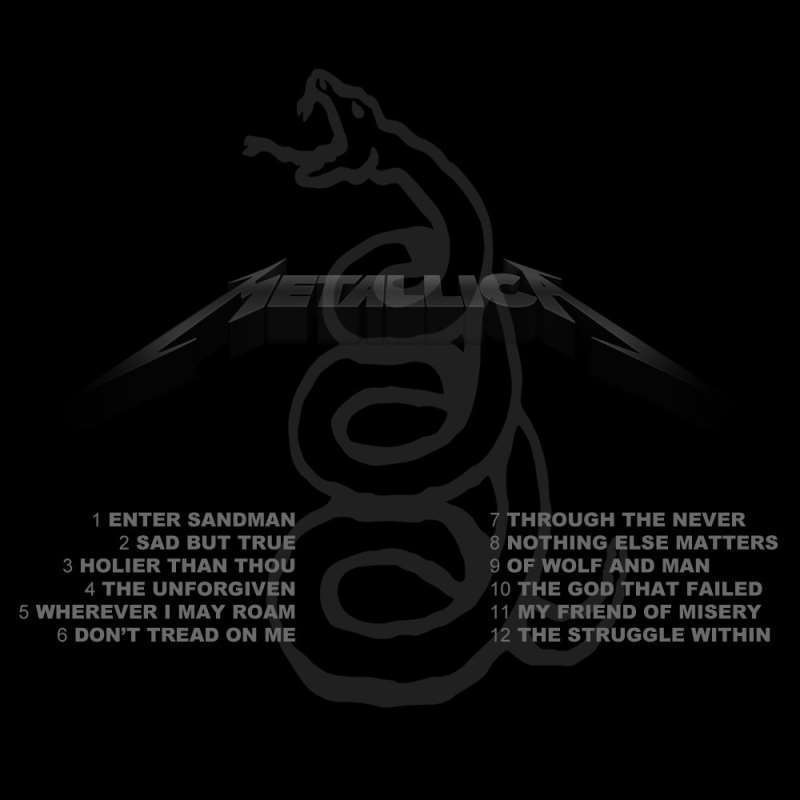 METALLICA
1 ENTER SANDMAN
2 SAD BUT TRUE
3 HOLIER THAN THOU
4 THE UNFORGIVEN
5 WHEREVER I MAY ROAM
6 DON’T TREAD ON ME
7 THROUGH THE NEVER
8 NOTHING ELSE MATTERS
9 OF WOLF AND MAN
10 THE GOD THAT FAILED
11 MY FRIEND OF MISERY
12 THE STRUGGLE WITHIN